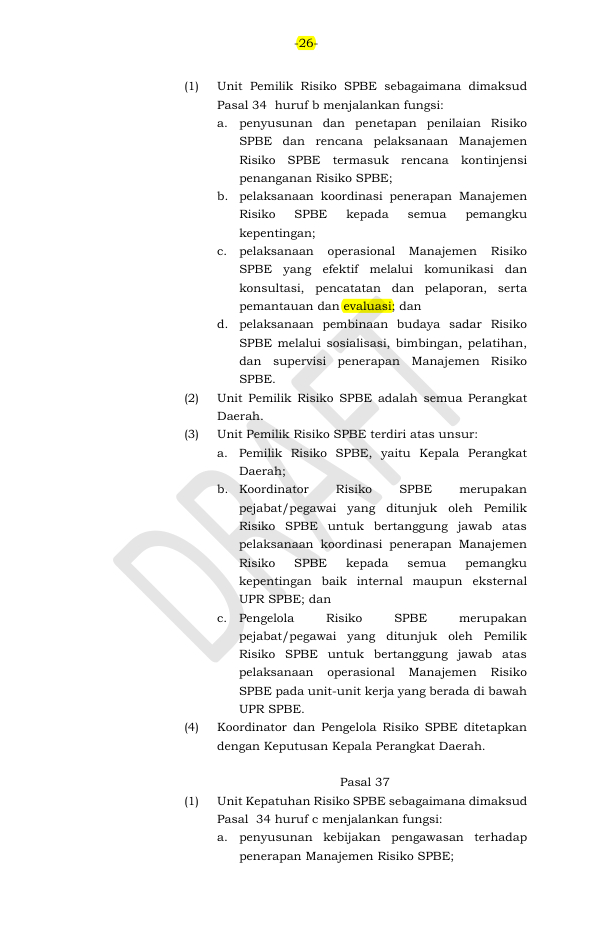 -26-
(1) Unit Pemilik Risiko SPBE sebagaimana dimaksud
Pasal 34 huruf b menjalankan fungsi:
a. penyusunan dan penetapan penilaian Risiko
SPBE dan rencana pelaksanaan Manajemen
Risiko SPBE termasuk rencana kontinjensi
penanganan Risiko SPBE;
b. pelaksanaan koordinasi penerapan Manajemen
Risiko SPBE kepada semua pemangku
kepentingan;
c. pelaksanaan operasional Manajemen Risiko
SPBE yang efektif melalui komunikasi dan
konsultasi, pencatatan dan pelaporan, serta
pemantauan dan evaluasi; dan
d. pelaksanaan pembinaan budaya sadar Risiko
SPBE melalui sosialisasi, bimbingan, pelatihan,
dan supervisi penerapan Manajemen Risiko
SPBE.
(2) Unit Pemilik Risiko SPBE adalah semua Perangkat
Daerah.
(3) Unit Pemilik Risiko SPBE terdiri atas unsur:
a. Pemilik Risiko SPBE, yaitu Kepala Perangkat
Daerah;
b. Koordinator Risiko SPBE merupakan
pejabat/pegawai yang ditunjuk oleh Pemilik
Risiko SPBE untuk bertanggung jawab atas
pelaksanaan koordinasi penerapan Manajemen
Risiko SPBE kepada semua pemangku
kepentingan baik internal maupun eksternal
UPR SPBE; dan
c. Pengelola Risiko SPBE merupakan
pejabat/pegawai yang ditunjuk oleh Pemilik
Risiko SPBE untuk bertanggung jawab atas
pelaksanaan operasional Manajemen Risiko
SPBE pada unit-unit kerja yang berada di bawah
UPR SPBE.
(4) Koordinator dan Pengelola Risiko SPBE ditetapkan
dengan Keputusan Kepala Perangkat Daerah.
Pasal 37
(1) Unit Kepatuhan Risiko SPBE sebagaimana dimaksud
Pasal 34 huruf c menjalankan fungsi:
a. penyusunan kebijakan pengawasan terhadap
penerapan Manajemen Risiko SPBE;
DRAFT